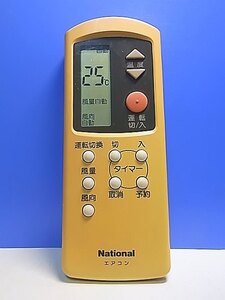 自動
25℃
温度
風量自動
風向
自動
運転
切/入
運転切換 切 入
風量 タイマー
取消 予約
風向
National
エアコン